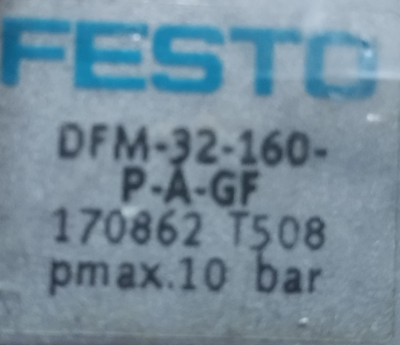 FESTO
DFM-32-160-
P-A-GF
170862 T508
pmax.10 bar